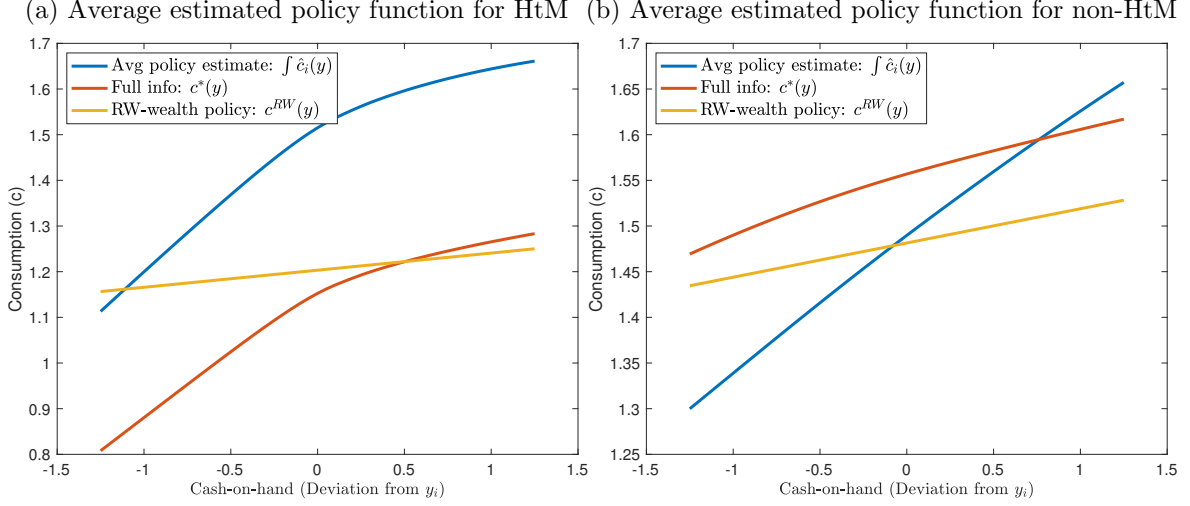 (a) Average estimated policy function for HtM
1.7
1.6
1.5
1.4
1.3
1.2
1.1
1
0.9
0.8
Consumption (c)
Avg policy estimate: ∫ ĉᵢ(y)
Full info: c*(y)
RW-wealth policy: c^{RW}(y)
-1.5 -1 -0.5 0 0.5 1 1.5
Cash-on-hand (Deviation from yᵢ)
(b) Average estimated policy function for non-HtM
1.7
1.65
1.6
1.55
1.5
1.45
1.4
1.35
1.3
1.25
Consumption (c)
Avg policy estimate: ∫ ĉᵢ(y)
Full info: c*(y)
RW-wealth policy: c^{RW}(y)
-1.5 -1 -0.5 0 0.5 1 1.5
Cash-on-hand (Deviation from yᵢ)